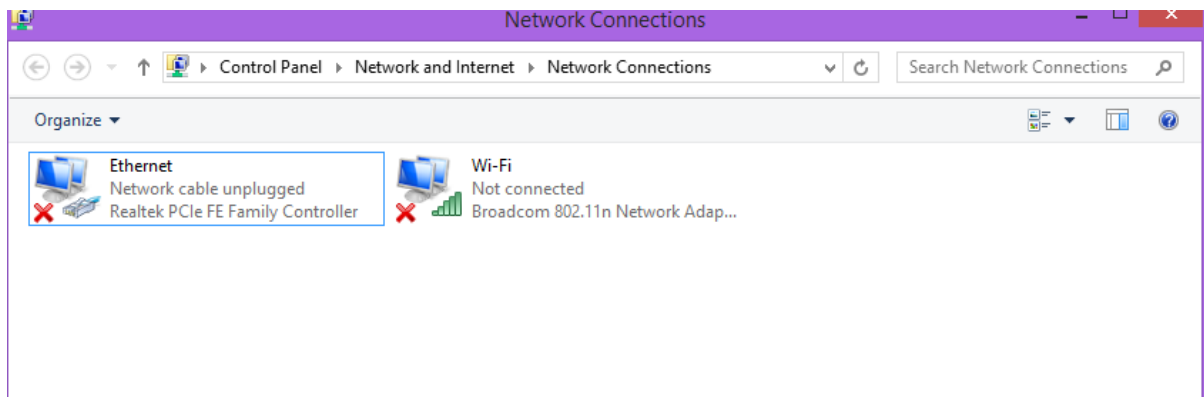 Network Connections
Control Panel Network and Internet Network Connections
Search Network Connections
Organize
Ethernet
Network cable unplugged
Realtek PCIe FE Family Controller
Wi-Fi
Not connected
Broadcom 802.11n Network Adap...